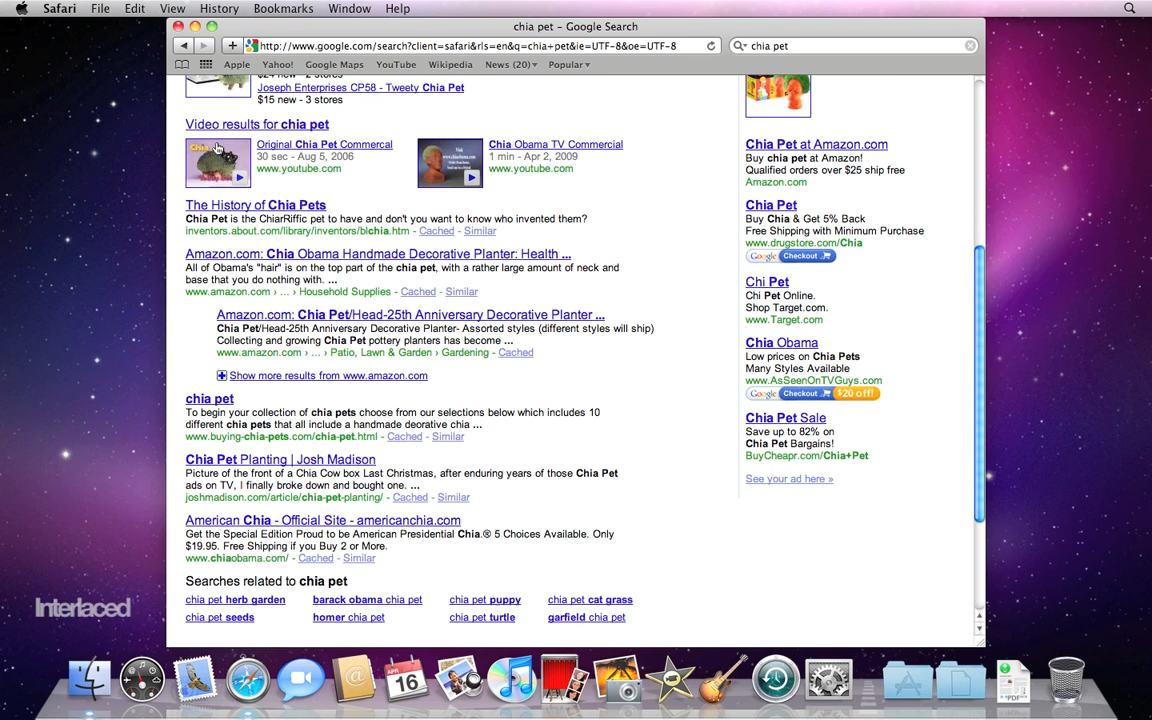 Safari File Edit View History Bookmarks Window Help
chia pet – Google Search
http://www.google.com/search?client=safari&rls=en&q=chia+pet&ie=UTF-8&oe=UTF-8
chia pet
Apple Yahoo! Google Maps YouTube Wikipedia News (20)▾ Popular▾
$24 new - 2 stores
Joseph Enterprises CP58 - Tweety Chia Pet
$15 new - 3 stores
Video results for chia pet
Original Chia Pet Commercial
30 sec - Aug 5, 2006
www.youtube.com
Chia Obama TV Commercial
1 min - Apr 2, 2009
www.youtube.com
The History of Chia Pets
Chia Pet is the ChiarRiffic pet to have and don't you want to know who invented them?
inventors.about.com/library/inventors/blchia.htm - Cached - Similar
Amazon.com: Chia Obama Handmade Decorative Planter: Health ...
All of Obama's "hair" is on the top part of the chia pet, with a rather large amount of neck and
base that you do nothing with. ...
www.amazon.com › ... › Household Supplies - Cached - Similar
Amazon.com: Chia Pet/Head-25th Anniversary Decorative Planter ...
Chia Pet/Head-25th Anniversary Decorative Planter- Assorted styles (different styles will ship)
Collecting and growing Chia Pet pottery planters has become ...
www.amazon.com › ... › Patio, Lawn & Garden › Gardening - Cached
Show more results from www.amazon.com
chia pet
To begin your collection of chia pets choose from our selections below which includes 10
different chia pets that all include a handmade decorative chia ...
www.buying-chia-pets.com/chia-pet.html - Cached - Similar
Chia Pet Planting | Josh Madison
Picture of the front of a Chia Cow box Last Christmas, after enduring years of those Chia Pet
ads on TV, I finally broke down and bought one. ...
joshmadison.com/article/chia-pet-planting/ - Cached - Similar
American Chia - Official Site - americanchia.com
Get the Special Edition Proud to be American Presidential Chia.® 5 Choices Available. Only
$19.95. Free Shipping if you Buy 2 or More.
www.chiaobama.com/ - Cached - Similar
Searches related to chia pet
chia pet herb garden barack obama chia pet chia pet puppy chia pet cat grass
chia pet seeds homer chia pet chia pet turtle garfield chia pet
Chia Pet at Amazon.com
Buy chia pet at Amazon!
Qualified orders over $25 ship free
Amazon.com
Chia Pet
Buy Chia & Get 5% Back
Free Shipping with Minimum Purchase
www.drugstore.com/Chia
Google Checkout
Chi Pet
Chi Pet Online.
Shop Target.com.
www.Target.com
Chia Obama
Low prices on Chia Pets
Many Styles Available
www.AsSeenOnTVGuys.com
Google Checkout $20 off!
Chia Pet Sale
Save up to 82% on
Chia Pet Bargains!
BuyCheapr.com/Chia+Pet
See your ad here »
Interlaced
APR
16
PDF